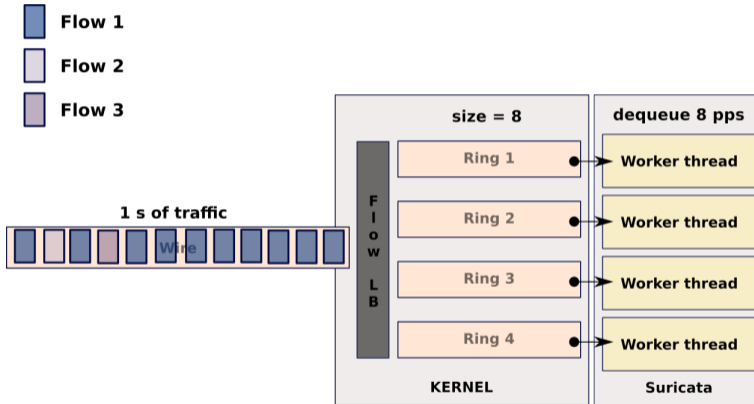 Flow 1
Flow 2
Flow 3
size = 8
dequeue 8 pps
Ring 1
Worker thread
Ring 2
Worker thread
Ring 3
Worker thread
Ring 4
Worker thread
Flow LB
1 s of traffic
Wire
KERNEL
Suricata